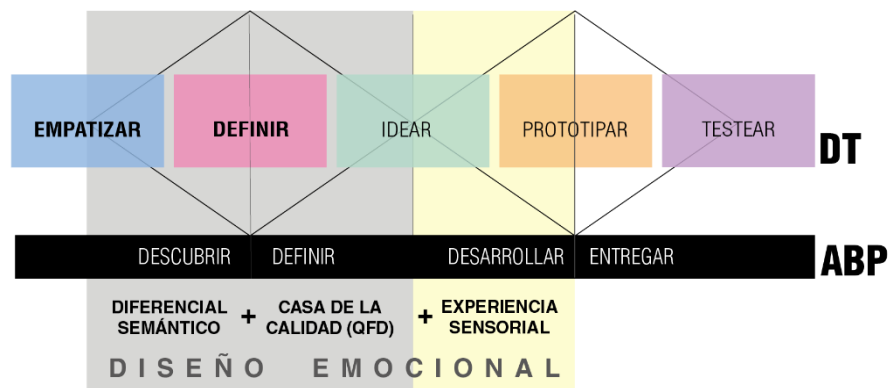 EMPATIZAR
DEFINIR
IDEAR
PROTOTIPAR
TESTEAR
DT
DESCUBRIR
DEFINIR
DESARROLLAR
ENTREGAR
ABP
DIFERENCIAL
SEMÁNTICO
+
CASA DE LA
CALIDAD (QFD)
+
EXPERIENCIA
SENSORIAL
DISEÑO EMOCIONAL